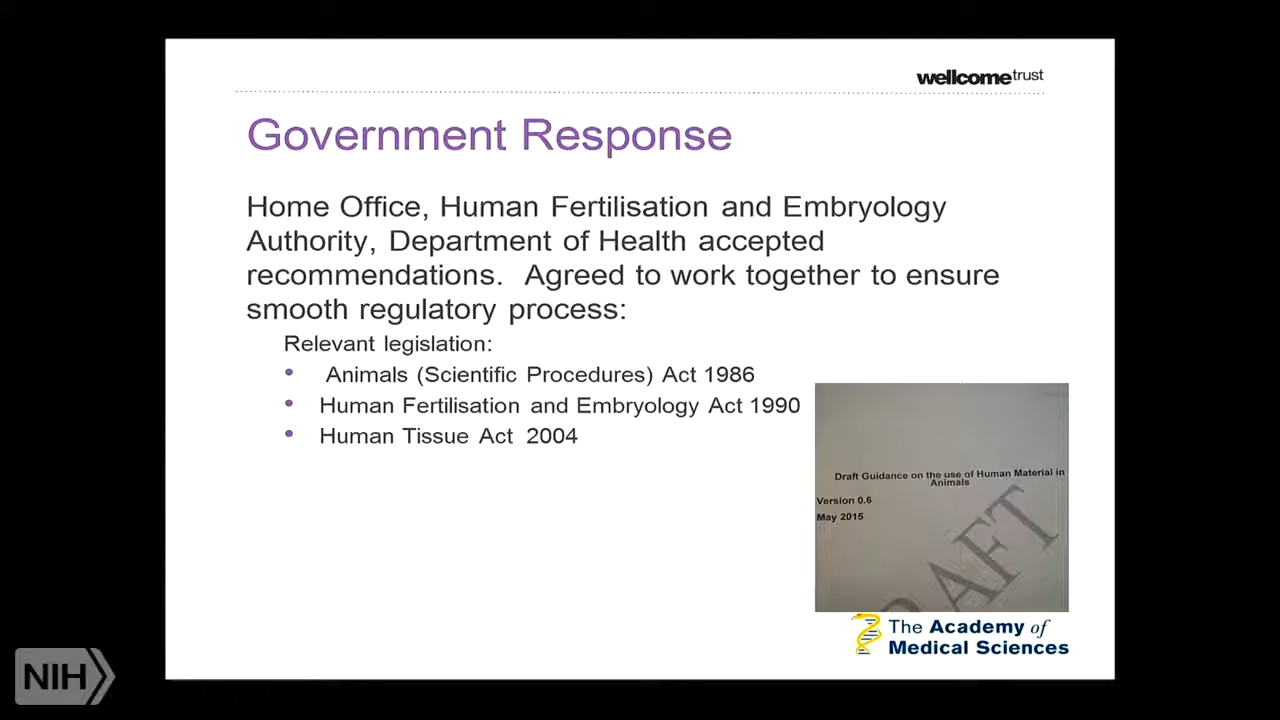 wellcometrust
Government Response
Home Office, Human Fertilisation and Embryology
Authority, Department of Health accepted
recommendations. Agreed to work together to ensure
smooth regulatory process:
Relevant legislation:
• Animals (Scientific Procedures) Act 1986
• Human Fertilisation and Embryology Act 1990
• Human Tissue Act 2004
Draft Guidance on the use of Human Material in
Animals
Version 0.6
May 2015
DRAFT
The Academy of
Medical Sciences
NIH